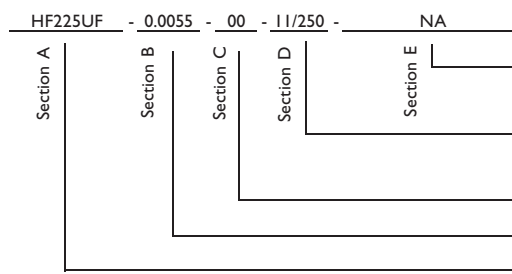 HF225UF - 0.0055 - 00 - 11/250 - NA
Section A
Section B
Section C
Section D
Section E